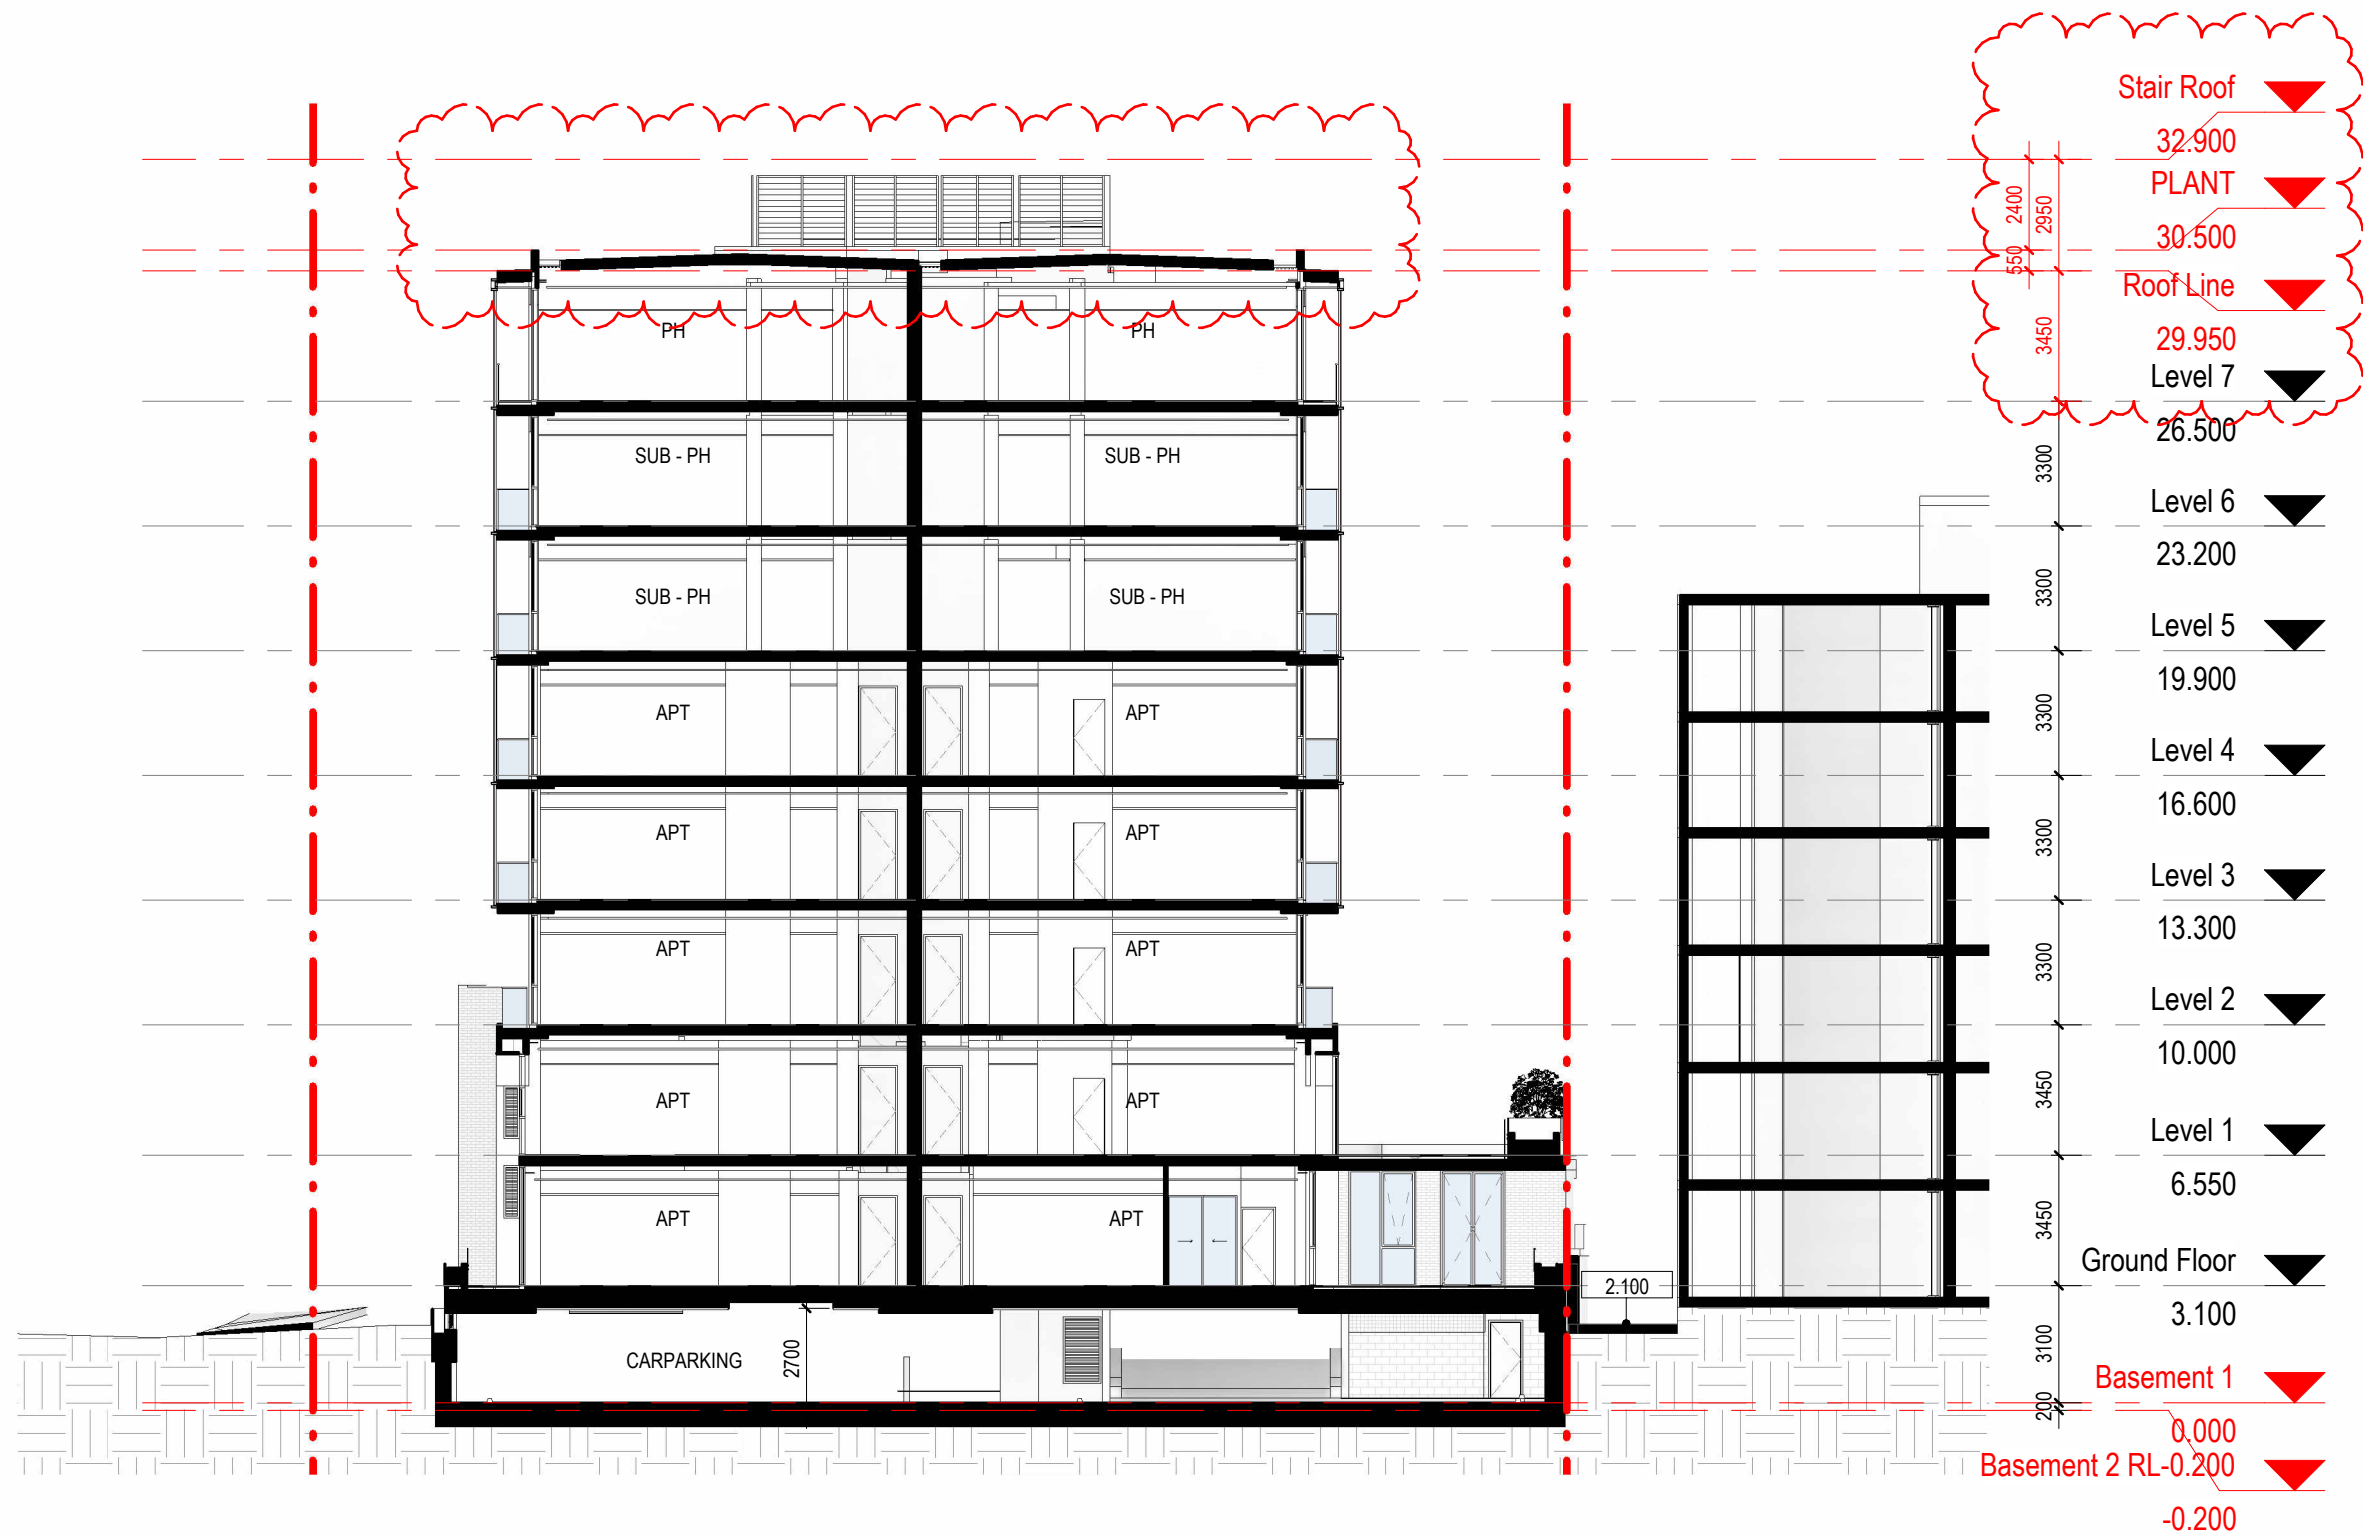 Stair Roof
32.900
PLANT
30.500
Roof Line
29.950
Level 7
26.500
Level 6
23.200
Level 5
19.900
Level 4
16.600
Level 3
13.300
Level 2
10.000
Level 1
6.550
Ground Floor
3.100
Basement 1
0.000
Basement 2 RL-0.200
-0.200
2400
2950
550
3450
3300
3300
3300
3300
3300
3450
3450
3100
200
PH
PH
SUB - PH
SUB - PH
SUB - PH
SUB - PH
APT
APT
APT
APT
APT
APT
APT
APT
APT
APT
2.100
CARPARKING
2700